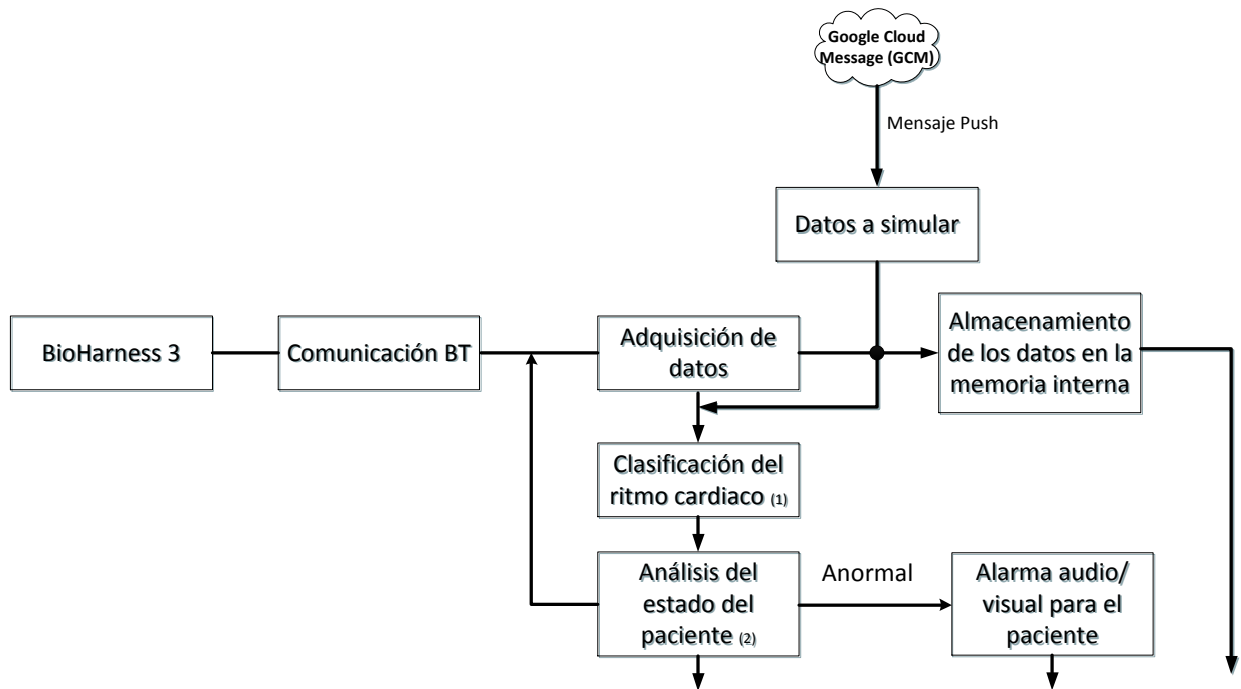 Google Cloud
Message (GCM)
Mensaje Push
Datos a simular
BioHarness 3
Comunicación BT
Adquisición de
datos
Almacenamiento
de los datos en la
memoria interna
Clasificación del
ritmo cardiaco (1)
Análisis del
estado del
paciente (2)
Anormal
Alarma audio/
visual para el
paciente